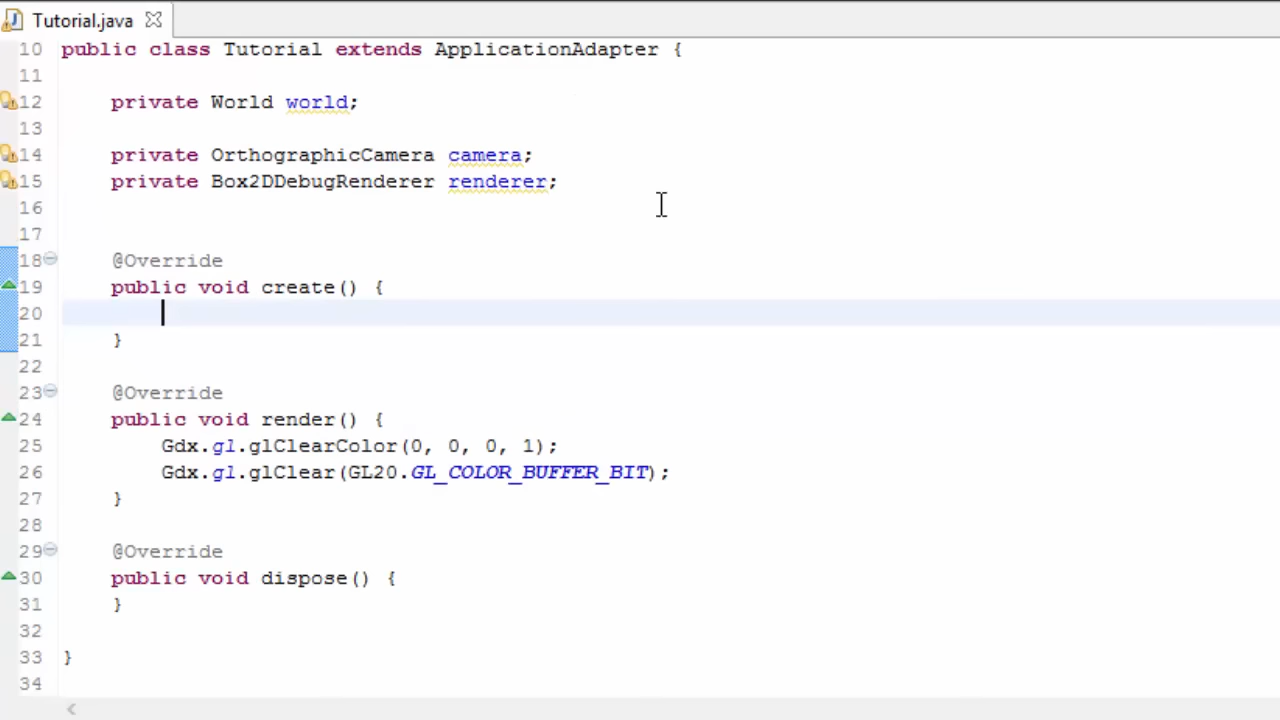 Tutorial.java
10 public class Tutorial extends ApplicationAdapter {
11
12 private World world;
13
14 private OrthographicCamera camera;
15 private Box2DDebugRenderer renderer;
16
17
18 @Override
19 public void create() {
20
21 }
22
23 @Override
24 public void render() {
25 Gdx.gl.glClearColor(0, 0, 0, 1);
26 Gdx.gl.glClear(GL20.GL_COLOR_BUFFER_BIT);
27 }
28
29 @Override
30 public void dispose() {
31 }
32
33 }
34